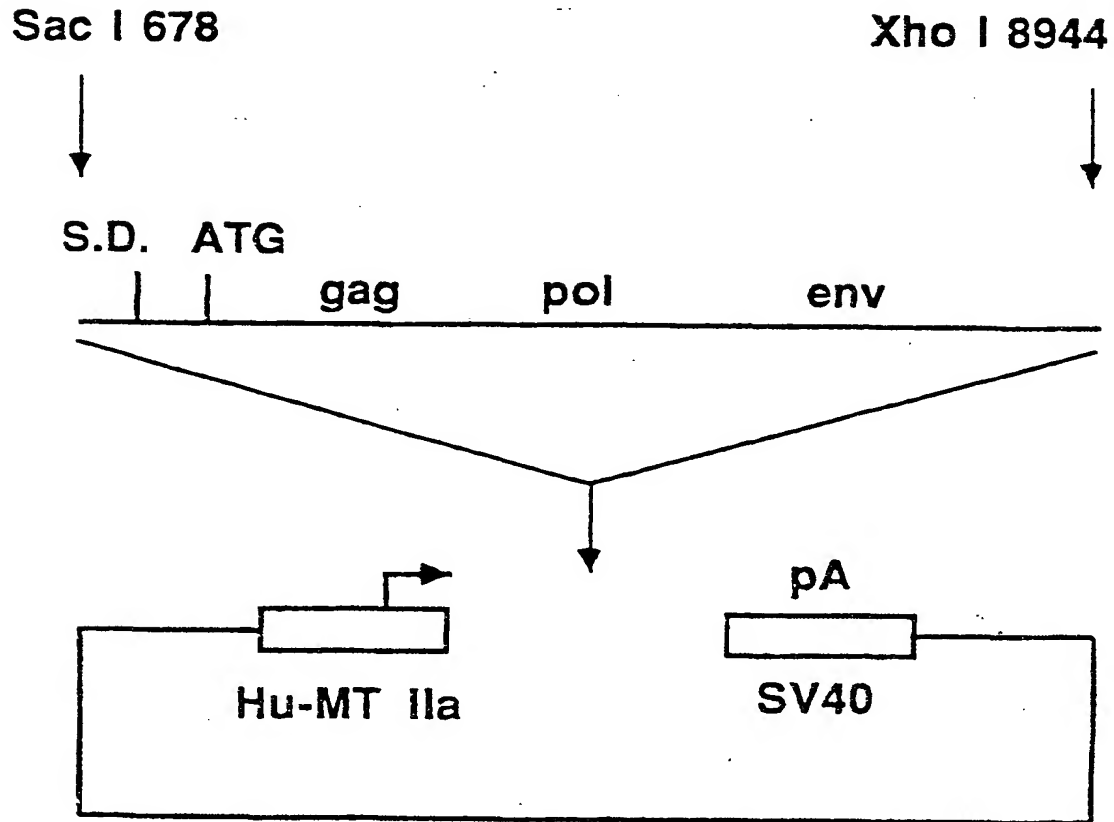 Sac I 678
Xho I 8944
S.D. ATG
gag pol env
pA
Hu-MT IIa
SV40